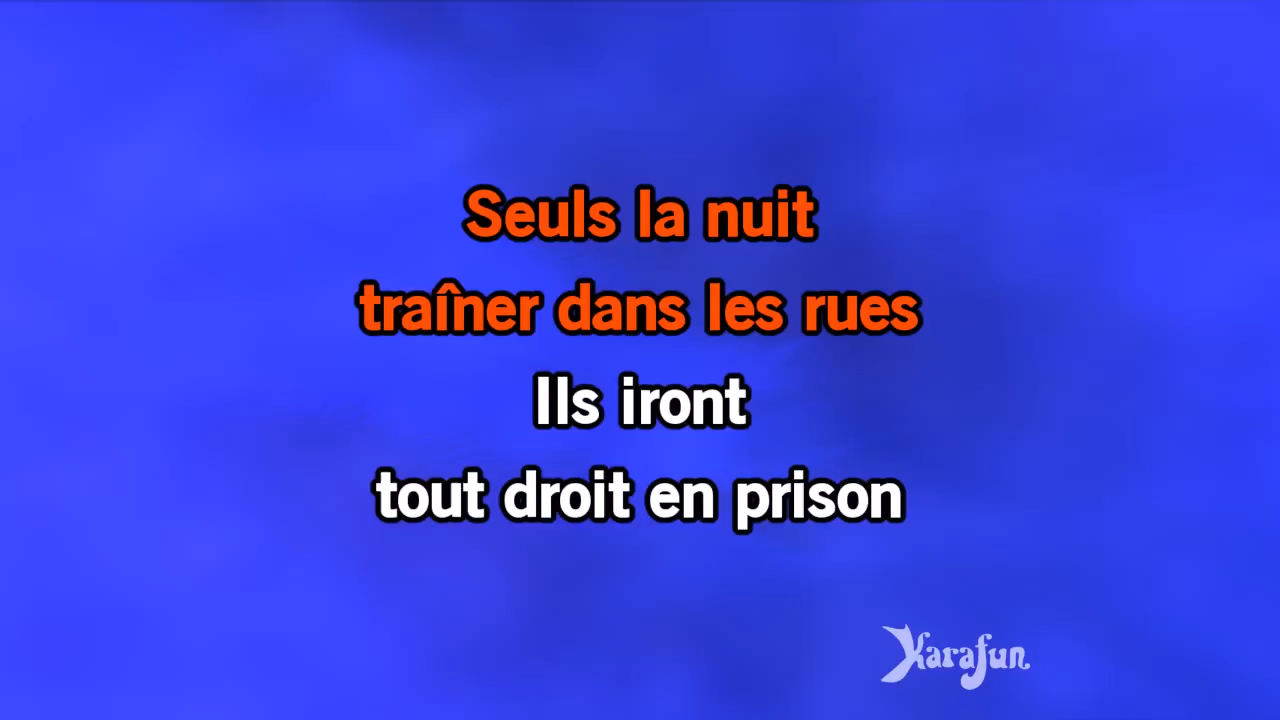 Seuls la nuit
traîner dans les rues
Ils iront
tout droit en prison
Karafun